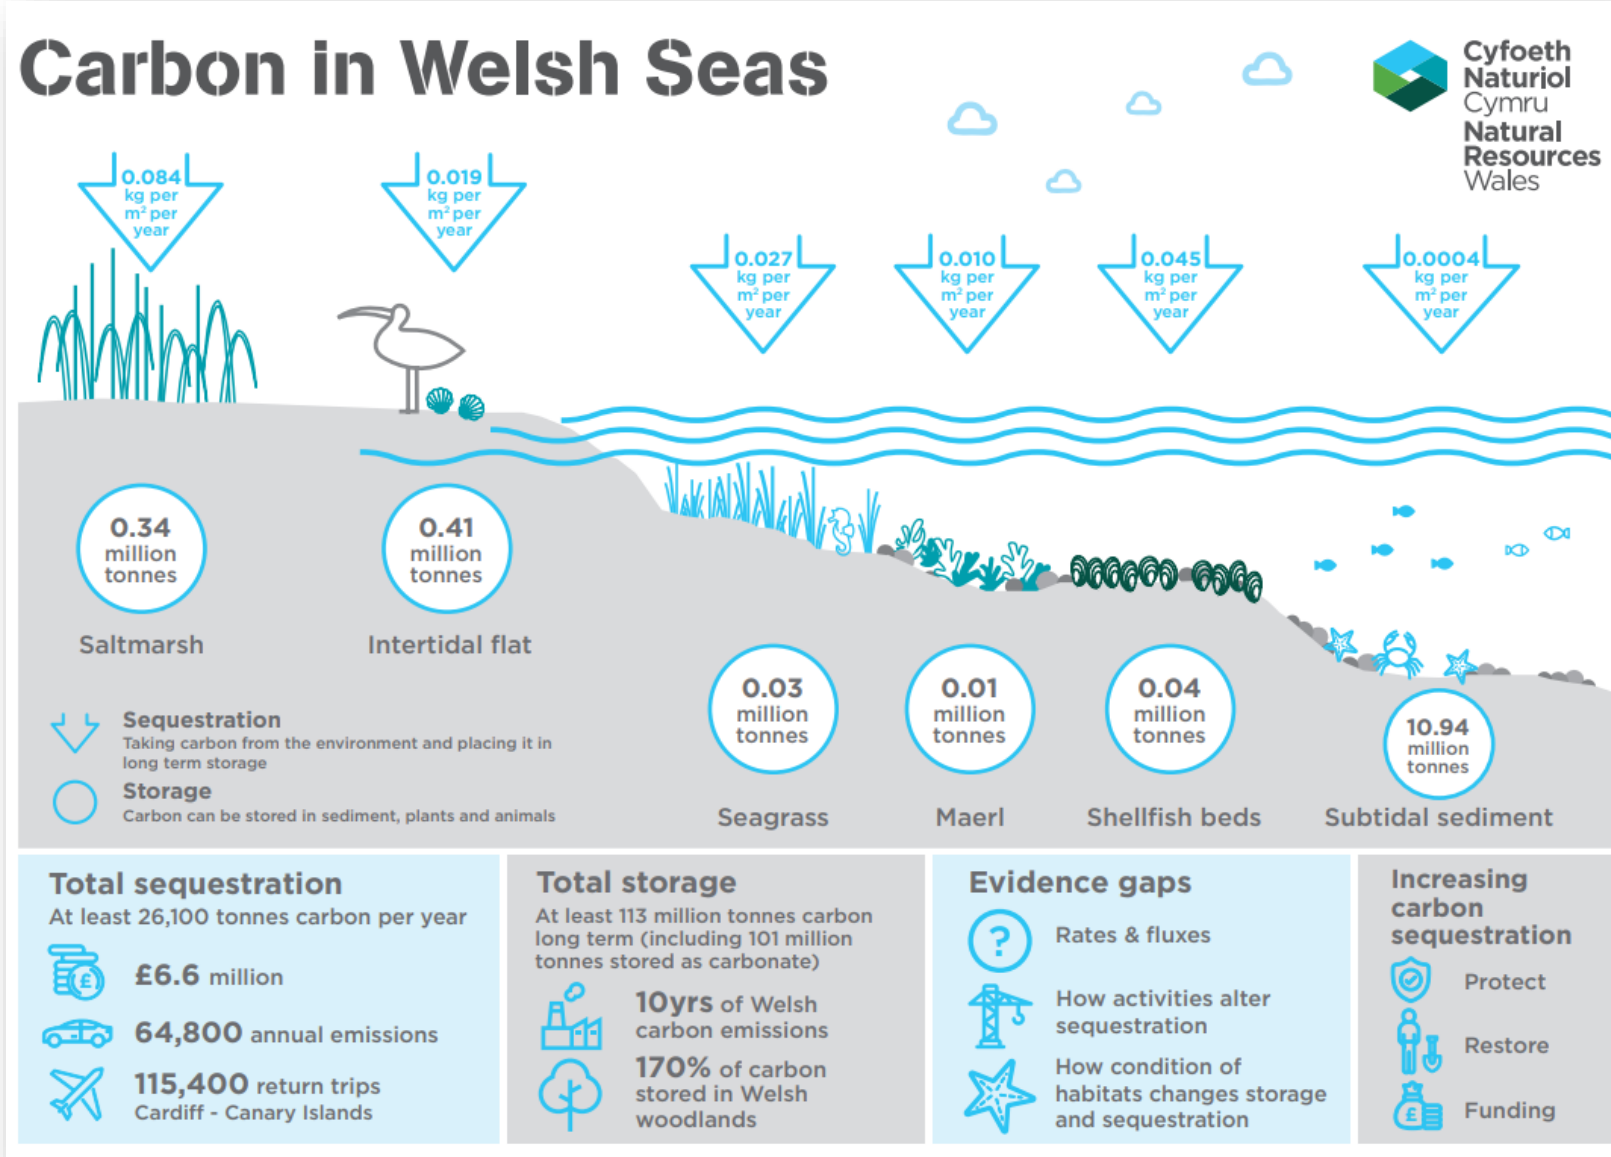 Carbon in Welsh Seas
Cyfoeth
Naturiol
Cymru
Natural
Resources
Wales
0.084
kg per
m² per
year
0.019
kg per
m² per
year
0.027
kg per
m² per
year
0.010
kg per
m² per
year
0.045
kg per
m² per
year
0.0004
kg per
m² per
year
0.34
million
tonnes
Saltmarsh
0.41
million
tonnes
Intertidal flat
0.03
million
tonnes
Seagrass
0.01
million
tonnes
Maerl
0.04
million
tonnes
Shellfish beds
10.94
million
tonnes
Subtidal sediment
Sequestration
Taking carbon from the environment and placing it in
long term storage
Storage
Carbon can be stored in sediment, plants and animals
Total sequestration
At least 26,100 tonnes carbon per year
£
£6.6 million
64,800 annual emissions
115,400 return trips
Cardiff - Canary Islands
Total storage
At least 113 million tonnes carbon
long term (including 101 million
tonnes stored as carbonate)
10yrs of Welsh
carbon emissions
170% of carbon
stored in Welsh
woodlands
Evidence gaps
?
Rates & fluxes
How activities alter
sequestration
How condition of
habitats changes storage
and sequestration
Increasing
carbon
sequestration
Protect
Restore
£
Funding